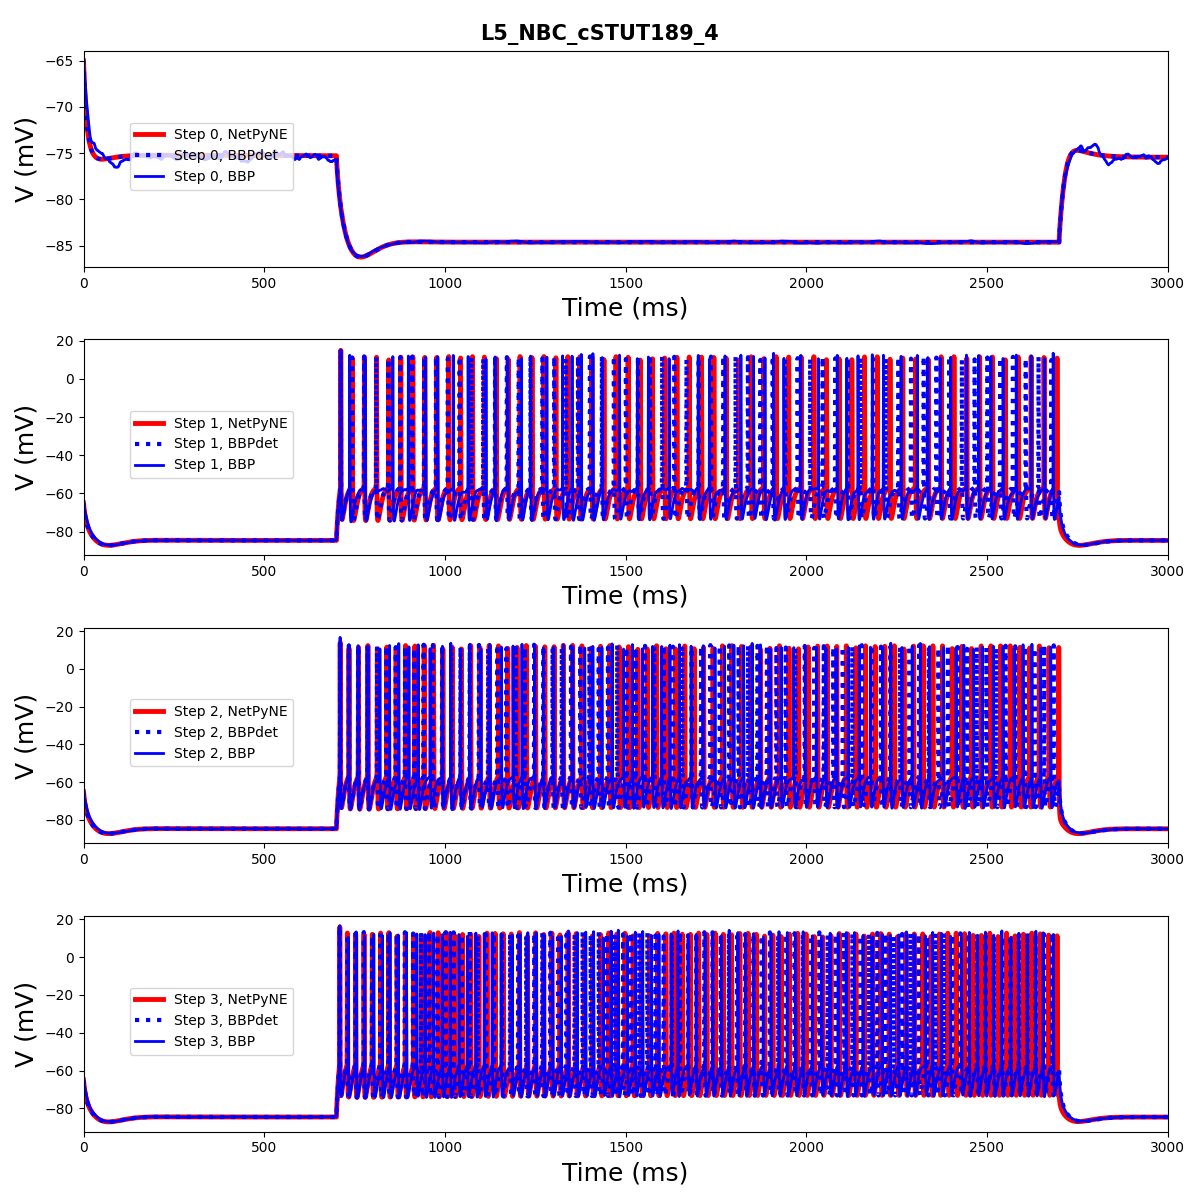 L5_NBC_cSTUT189_4
−65
−70
−75
−80
−85
V (mV)
Step 0, NetPyNE
Step 0, BBPdet
Step 0, BBP
0 500 1000 1500 2000 2500 3000
Time (ms)
20
0
−20
−40
−60
−80
V (mV)
Step 1, NetPyNE
Step 1, BBPdet
Step 1, BBP
0 500 1000 1500 2000 2500 3000
Time (ms)
20
0
−20
−40
−60
−80
V (mV)
Step 2, NetPyNE
Step 2, BBPdet
Step 2, BBP
0 500 1000 1500 2000 2500 3000
Time (ms)
20
0
−20
−40
−60
−80
V (mV)
Step 3, NetPyNE
Step 3, BBPdet
Step 3, BBP
0 500 1000 1500 2000 2500 3000
Time (ms)